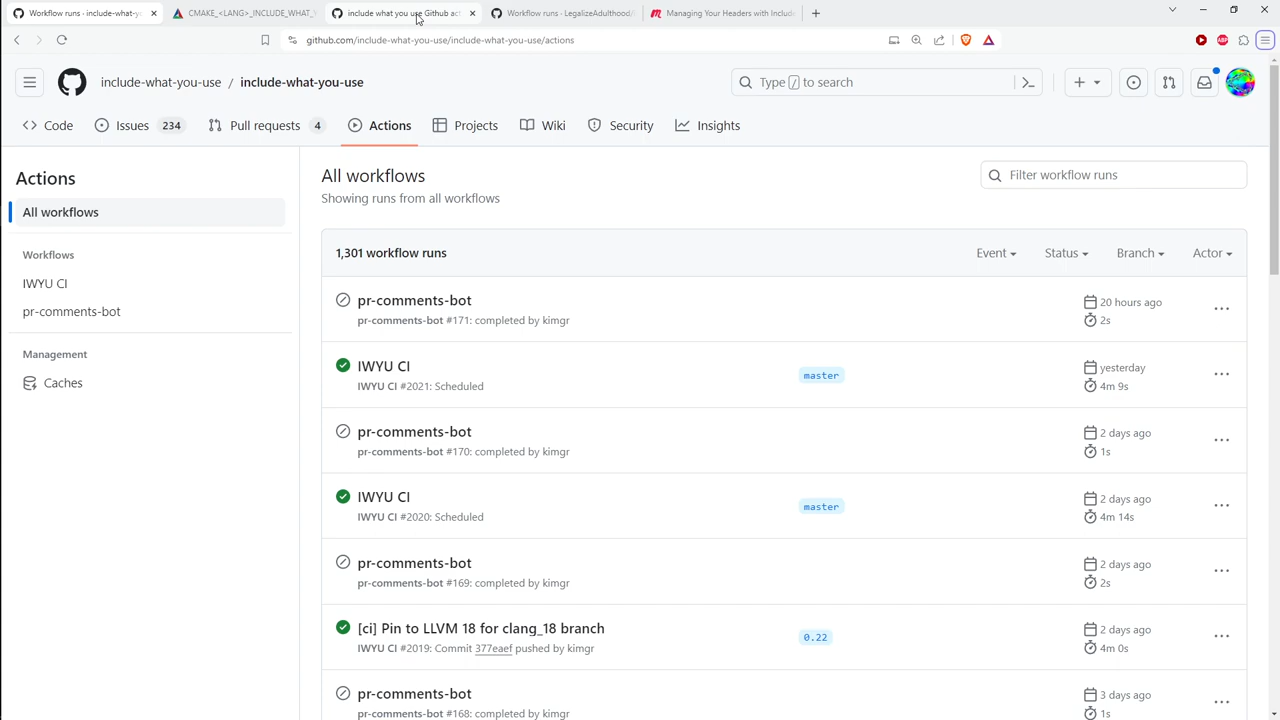 Workflow runs · include-what-y
CMAKE_<LANG>_INCLUDE_WHAT_
include what you use Github ac
Workflow runs · LegalizeAdulthood/
Managing Your Headers with Include
github.com/include-what-you-use/include-what-you-use/actions
include-what-you-use / include-what-you-use
Type / to search
Code
Issues 234
Pull requests 4
Actions
Projects
Wiki
Security
Insights
Actions
All workflows
Workflows
IWYU CI
pr-comments-bot
Management
Caches
All workflows
Showing runs from all workflows
Filter workflow runs
1,301 workflow runs
Event
Status
Branch
Actor
pr-comments-bot
pr-comments-bot #171: completed by kimgr
20 hours ago
2s
IWYU CI
IWYU CI #2021: Scheduled
master
yesterday
4m 9s
pr-comments-bot
pr-comments-bot #170: completed by kimgr
2 days ago
1s
IWYU CI
IWYU CI #2020: Scheduled
master
2 days ago
4m 14s
pr-comments-bot
pr-comments-bot #169: completed by kimgr
2 days ago
2s
[ci] Pin to LLVM 18 for clang_18 branch
IWYU CI #2019: Commit 377eaef pushed by kimgr
0.22
2 days ago
4m 0s
pr-comments-bot
pr-comments-bot #168: completed by kimgr
3 days ago
1s